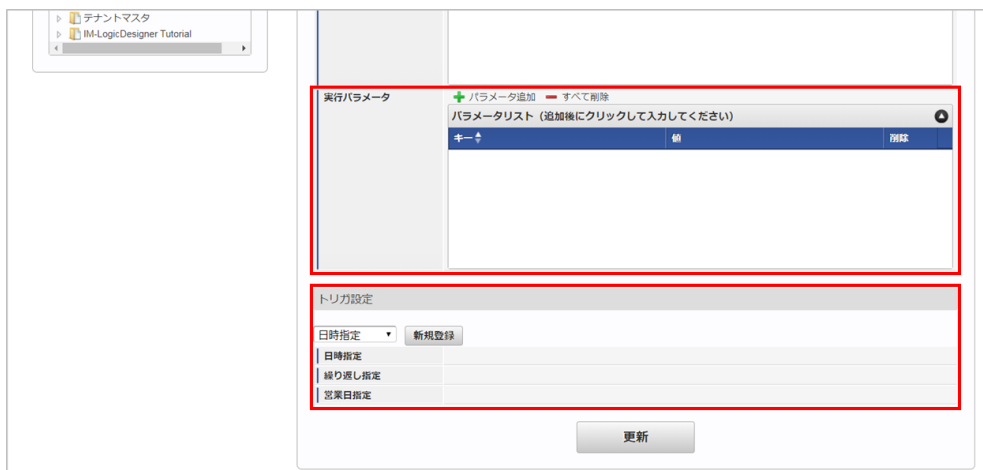 テナントマスタ
IM-LogicDesigner Tutorial
実行パラメータ
パラメータ追加 すべて削除
パラメータリスト（追加後にクリックして入力してください）
キー 値 削除
トリガ設定
日時指定 新規登録
日時指定
繰り返し指定
営業日指定
更新